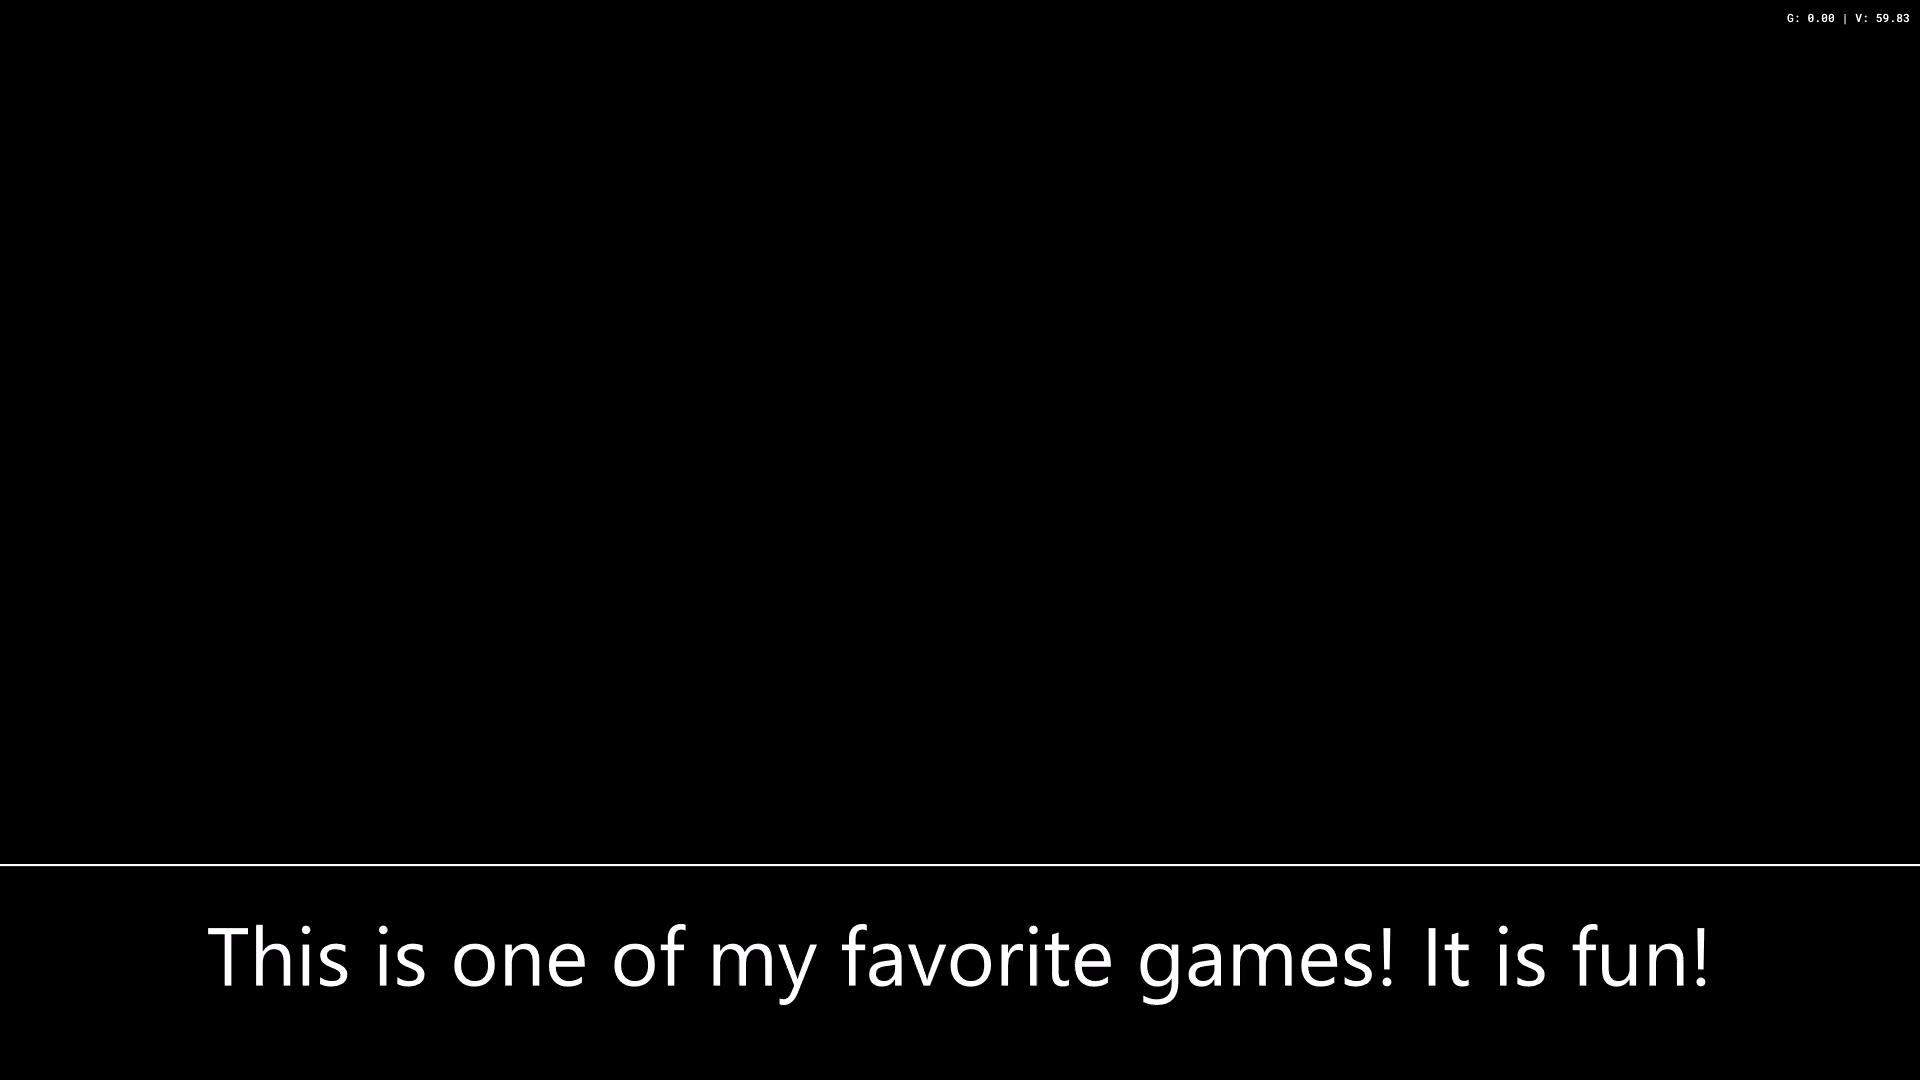 G: 0.00 | V: 59.83
This is one of my favorite games! It is fun!